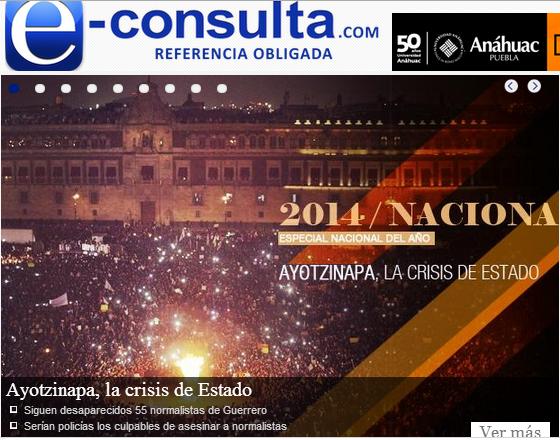 e-consulta.com
REFERENCIA OBLIGADA
50
Anáhuac
PUEBLA
2014 / NACIONA
ESPECIAL NACIONAL DEL AÑO
AYOTZINAPA, LA CRISIS DE ESTADO
Ayotzinapa, la crisis de Estado
Siguen desaparecidos 55 normalistas de Guerrero
Serían policías los culpables de asesinar a normalistas
Ver más